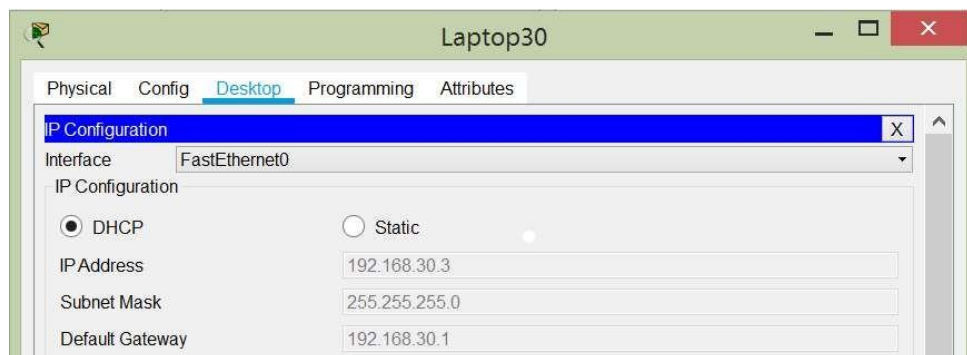 Laptop30
Physical Config Desktop Programming Attributes
IP Configuration X
Interface FastEthernet0
IP Configuration
DHCP Static
IP Address 192.168.30.3
Subnet Mask 255.255.255.0
Default Gateway 192.168.30.1